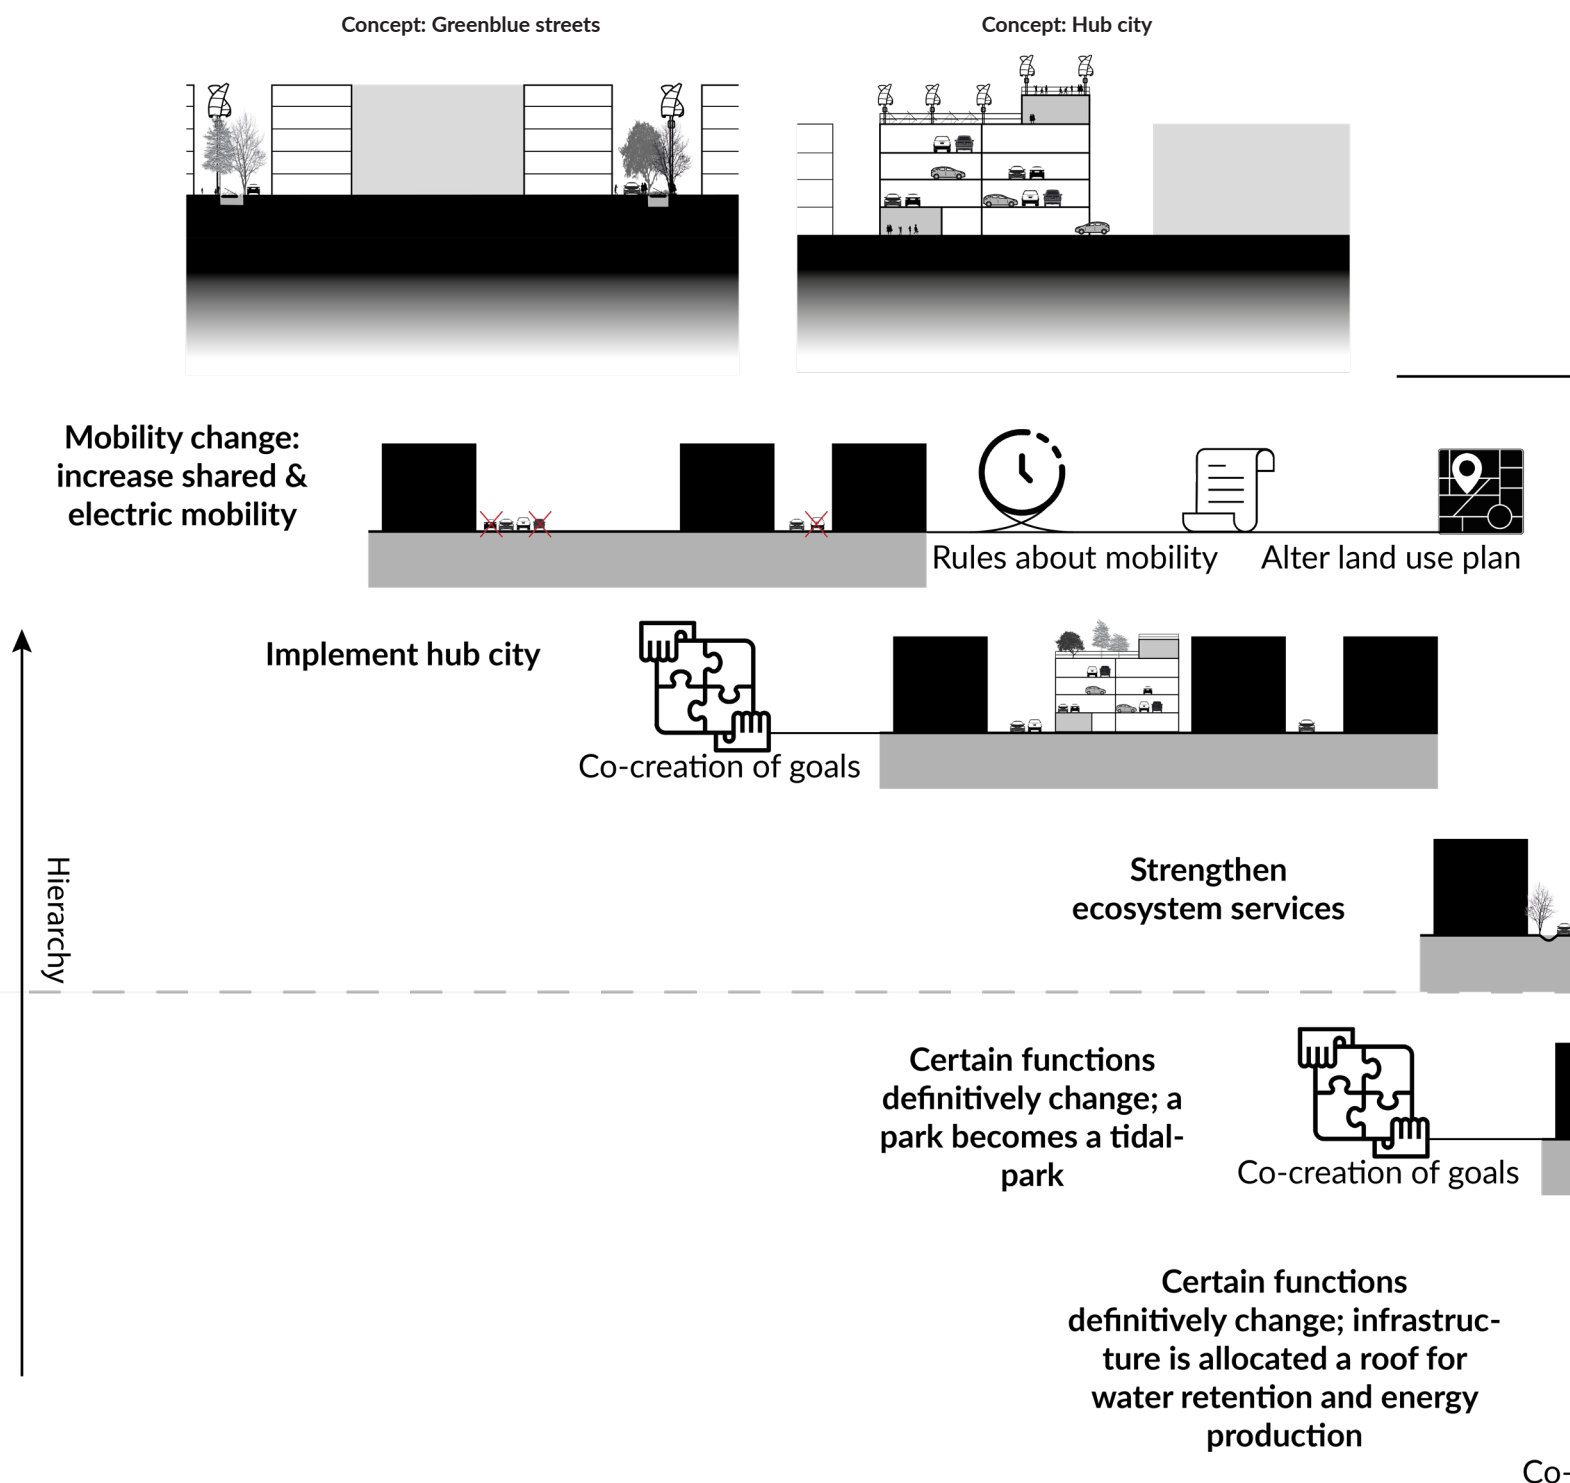 Concept: Greenblue streets
Concept: Hub city
Mobility change:
increase shared &
electric mobility
Rules about mobility
Alter land use plan
Implement hub city
Co-creation of goals
Hierarchy
Strengthen
ecosystem services
Certain functions
definitively change; a
park becomes a tidal-
park
Co-creation of goals
Certain functions
definitively change; infrastruc-
ture is allocated a roof for
water retention and energy
production
Co-